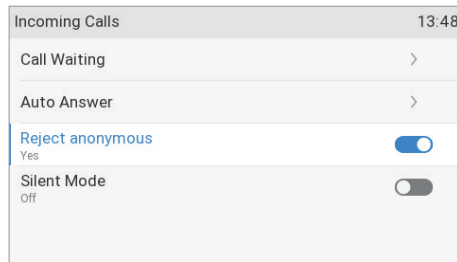 Incoming Calls 13:48
Call Waiting
Auto Answer
Reject anonymous
Yes
Silent Mode
Off